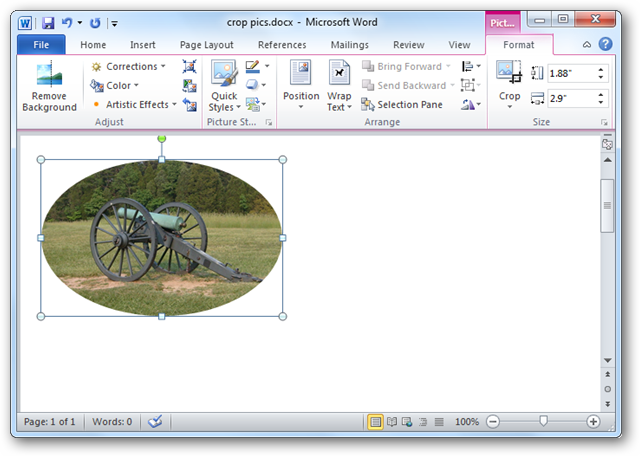 crop pics.docx - Microsoft Word
Pict...
File Home Insert Page Layout References Mailings Review View Format
Remove Background
Corrections
Color
Artistic Effects
Adjust
Quick Styles
Picture St...
Position
Wrap Text
Bring Forward
Send Backward
Selection Pane
Arrange
Crop
1.88"
2.9"
Size
Page: 1 of 1 Words: 0 100%